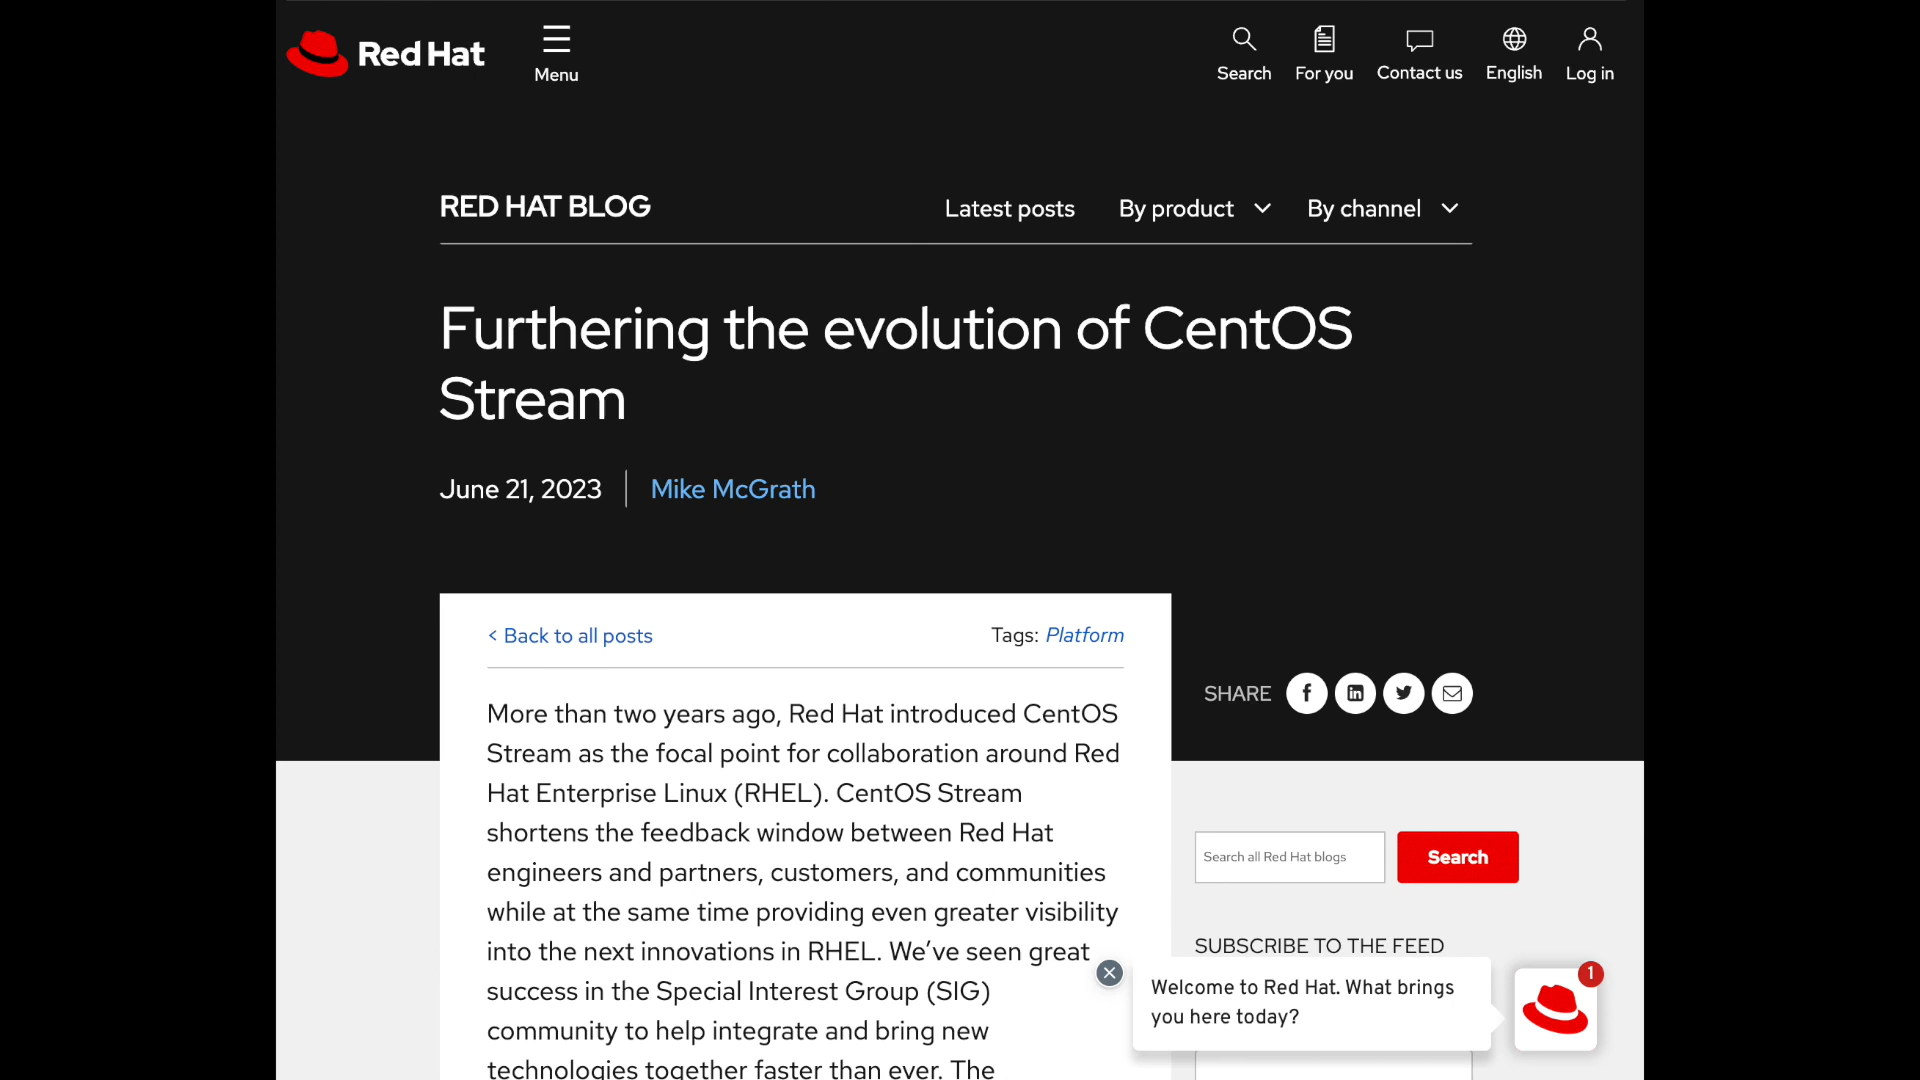 Red Hat
Menu
Search
For you
Contact us
English
Log in
RED HAT BLOG
Latest posts
By product
By channel
Furthering the evolution of CentOS
Stream
June 21, 2023
Mike McGrath
< Back to all posts
Tags: Platform
SHARE
More than two years ago, Red Hat introduced CentOS
Stream as the focal point for collaboration around Red
Hat Enterprise Linux (RHEL). CentOS Stream
shortens the feedback window between Red Hat
engineers and partners, customers, and communities
while at the same time providing even greater visibility
into the next innovations in RHEL. We’ve seen great
success in the Special Interest Group (SIG)
community to help integrate and bring new
technologies together faster than ever. The
Search all Red Hat blogs
Search
SUBSCRIBE TO THE FEED
Welcome to Red Hat. What brings
you here today?
1